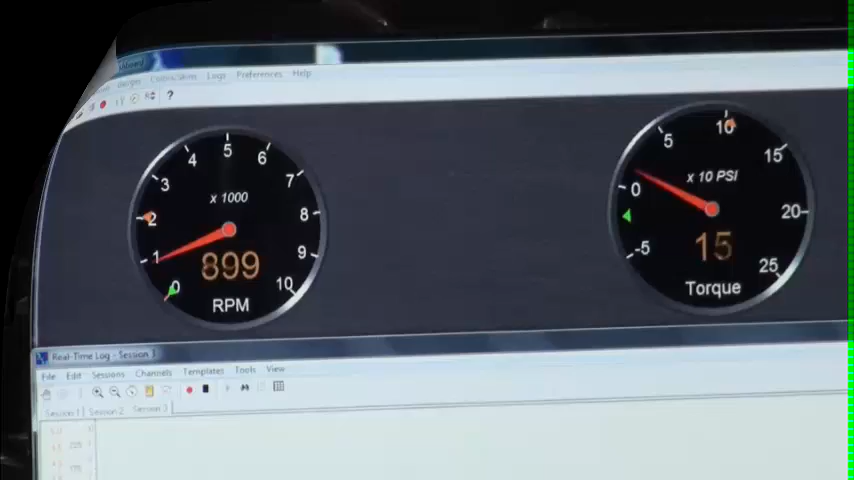 Logs Preferences Help
?
0 1 2 3 4 5 6 7 8 9 10
x 1000
899
RPM
-5 0 5 10 15 20 25
x 10 PSI
15
Torque
Real-Time Log - Session 3
File Edit Sessions Channels Templates Tools View
Session 1 Session 2 Session 3